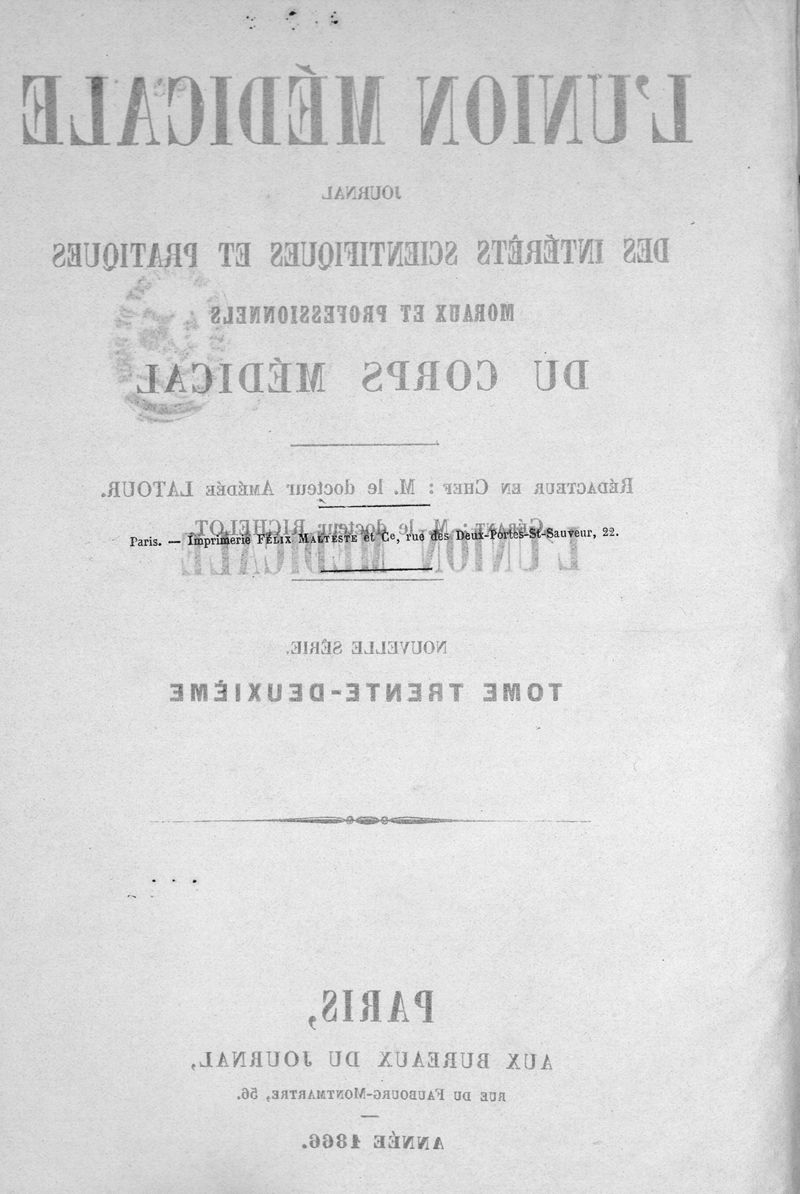 L'UNION MÉDICALE
JOURNAL
DES INTÉRÊTS SCIENTIFIQUES ET PRATIQUES
MORAUX ET PROFESSIONNELS
DU CORPS MÉDICAL
RÉDACTEUR EN CHEF : M. le docteur AMÉDÉE LATOUR.
GÉRANT : M. le docteur RICHELOT.
Paris. — Imprimerie FÉLIX MALTESTE et Ce, rue des Deux-Portes-St-Sauveur, 22.
L'UNION MÉDICALE
NOUVELLE SÉRIE.
TOME TRENTE-DEUXIÈME
PARIS,
AUX BUREAUX DU JOURNAL,
RUE DU FAUBOURG-MONTMARTRE, 56.
ANNÉE 1866.